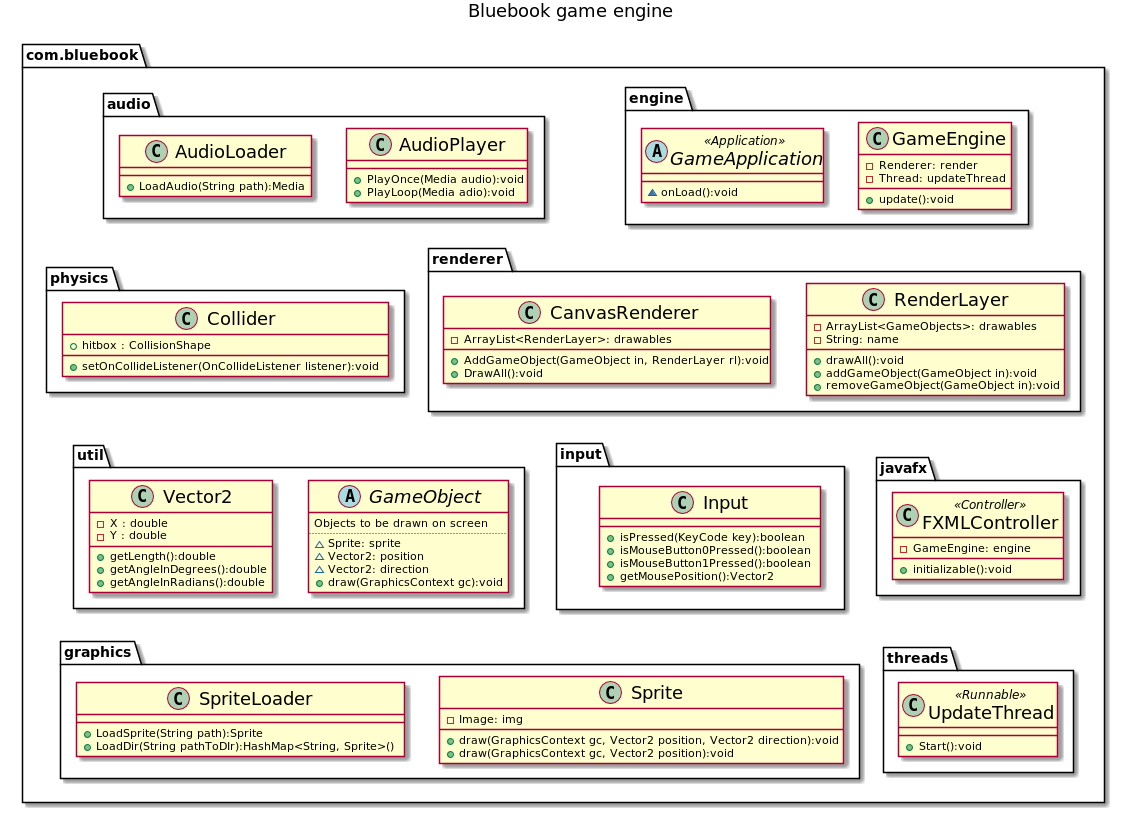 Bluebook game engine
com.bluebook
audio
C AudioLoader
LoadAudio(String path):Media
C AudioPlayer
PlayOnce(Media audio):void
PlayLoop(Media adio):void
engine
«Application»
A GameApplication
onLoad():void
C GameEngine
Renderer: render
Thread: updateThread
update():void
physics
C Collider
hitbox : CollisionShape
setOnCollideListener(OnCollideListener listener):void
renderer
C CanvasRenderer
ArrayList<RenderLayer>: drawables
AddGameObject(GameObject in, RenderLayer rl):void
DrawAll():void
C RenderLayer
ArrayList<GameObjects>: drawables
String: name
drawAll():void
addGameObject(GameObject in):void
removeGameObject(GameObject in):void
util
C Vector2
X : double
Y : double
getLength():double
getAngleInDegrees():double
getAngleInRadians():double
A GameObject
Objects to be drawn on screen
Sprite: sprite
Vector2: position
Vector2: direction
draw(GraphicsContext gc):void
input
C Input
isPressed(KeyCode key):boolean
isMouseButton0Pressed():boolean
isMouseButton1Pressed():boolean
getMousePosition():Vector2
javafx
«Controller»
C FXMLController
GameEngine: engine
initializable():void
graphics
C SpriteLoader
LoadSprite(String path):Sprite
LoadDir(String pathToDIr):HashMap<String, Sprite>()
C Sprite
Image: img
draw(GraphicsContext gc, Vector2 position, Vector2 direction):void
draw(GraphicsContext gc, Vector2 position):void
threads
«Runnable»
C UpdateThread
Start():void